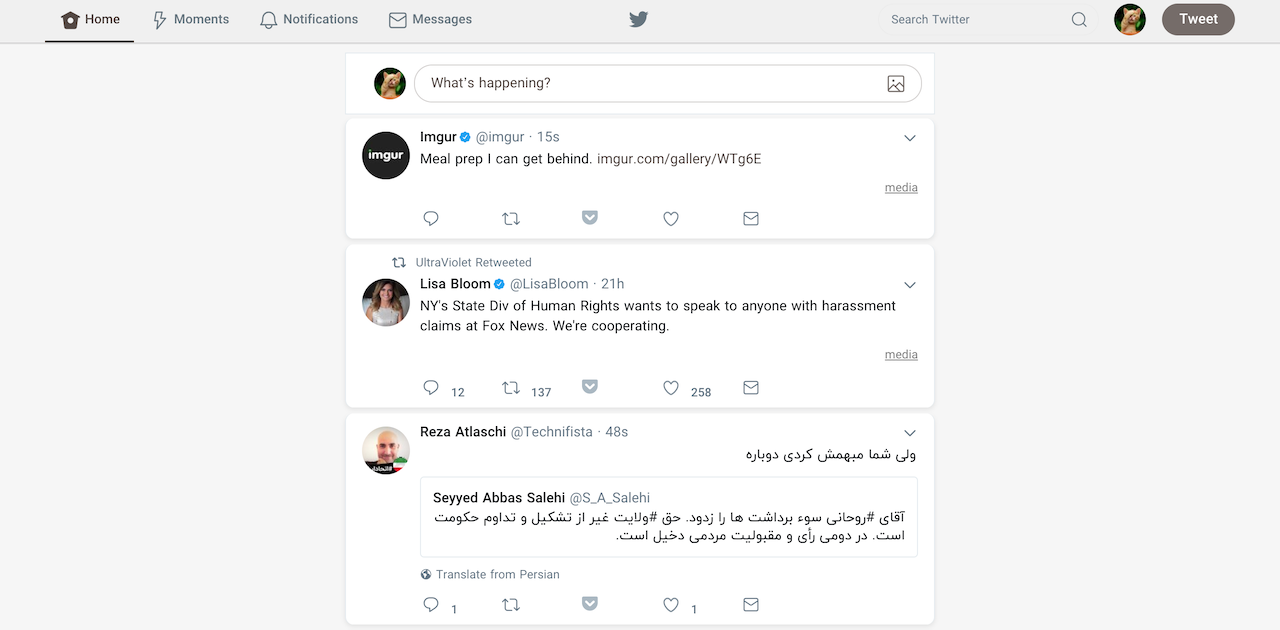 Home
Moments
Notifications
Messages
Search Twitter
Tweet
What's happening?
imgur
Imgur @imgur · 15s
Meal prep I can get behind. imgur.com/gallery/WTg6E
media
UltraViolet Retweeted
Lisa Bloom @LisaBloom · 21h
NY's State Div of Human Rights wants to speak to anyone with harassment
claims at Fox News. We're cooperating.
media
12
137
258
Reza Atlaschi @Technifista · 48s
ولی شما مبهمش کردی دوباره
Seyyed Abbas Salehi @S_A_Salehi
آقای #روحانی سوء برداشت ها را زدود. حق #ولایت غیر از تشکیل و تداوم حکومت
است. در دومی رأی و مقبولیت مردمی دخیل است.
Translate from Persian
1
1